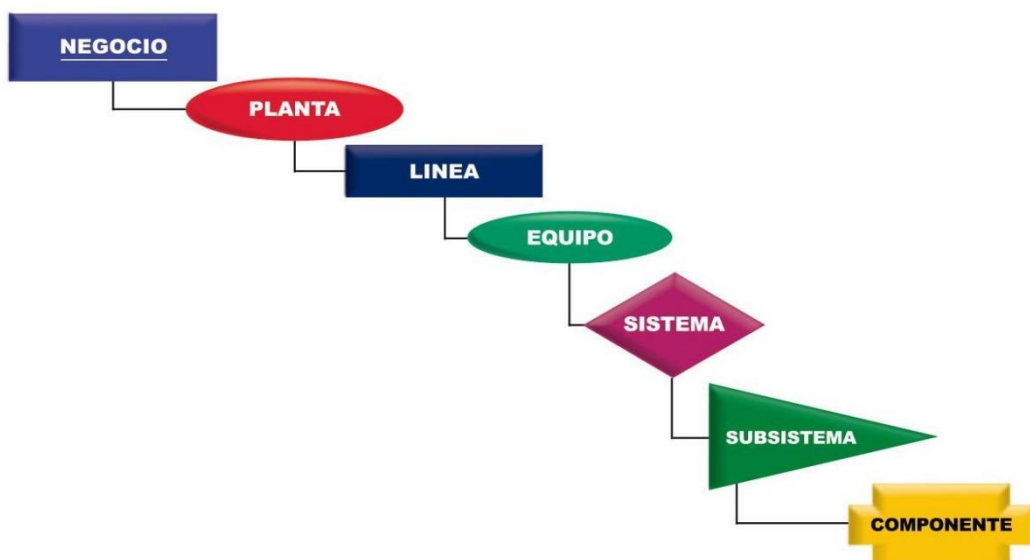 NEGOCIO
PLANTA
LINEA
EQUIPO
SISTEMA
SUBSISTEMA
COMPONENTE